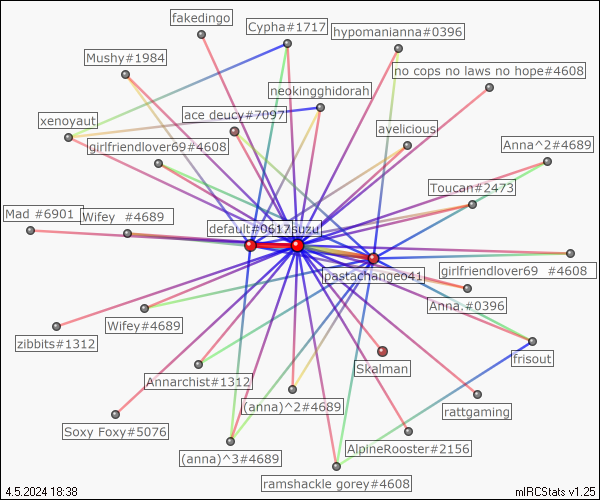 fakedingo
Cypha#1717
hypomanianna#0396
Mushy#1984
no cops no laws no hope#4608
neokingghidorah
ace deucy#7097
xenoyaut
avelicious
girlfriendlover69#4608
Anna^2#4689
Toucan#2473
Mad #6901
Wifey #4689
default#0617
suzu
girlfriendlover69 #4608
pastachangeo41
Anna.#0396
Wifey#4689
zibbits#1312
frisout
Skalman
Annarchist#1312
(anna)^2#4689
rattgaming
Soxy Foxy#5076
AlpineRooster#2156
(anna)^3#4689
ramshackle gorey#4608
4.5.2024 18:38
mIRCStats v1.25